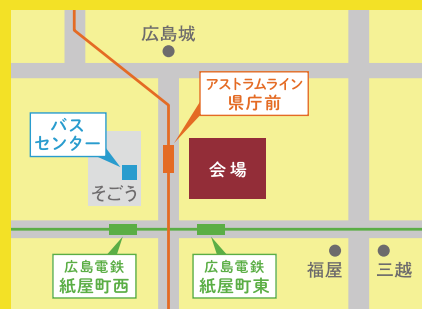 広島城
アストラムライン
県庁前
バス
センター
会場
そごう
広島電鉄
紙屋町西
広島電鉄
紙屋町東
福屋
三越